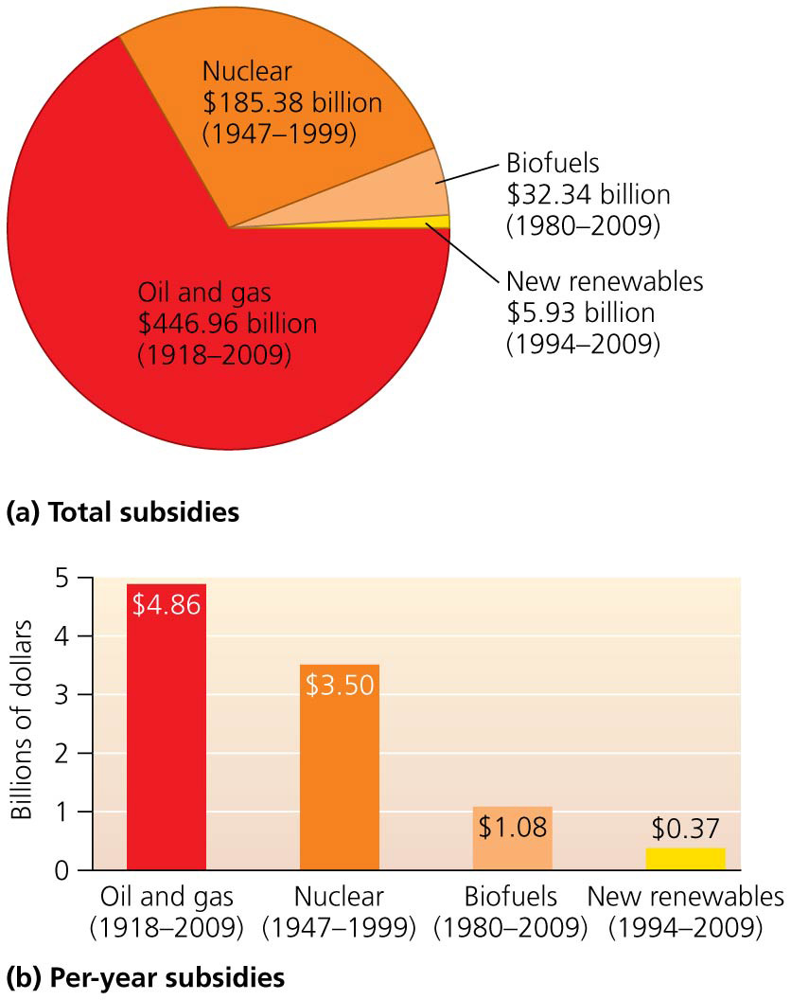 Nuclear
$185.38 billion
(1947–1999)
Biofuels
$32.34 billion
(1980–2009)
New renewables
$5.93 billion
(1994–2009)
Oil and gas
$446.96 billion
(1918–2009)
(a) Total subsidies
Billions of dollars
5
4
3
2
1
0
$4.86
$3.50
$1.08
$0.37
Oil and gas
(1918–2009)
Nuclear
(1947–1999)
Biofuels
(1980–2009)
New renewables
(1994–2009)
(b) Per-year subsidies